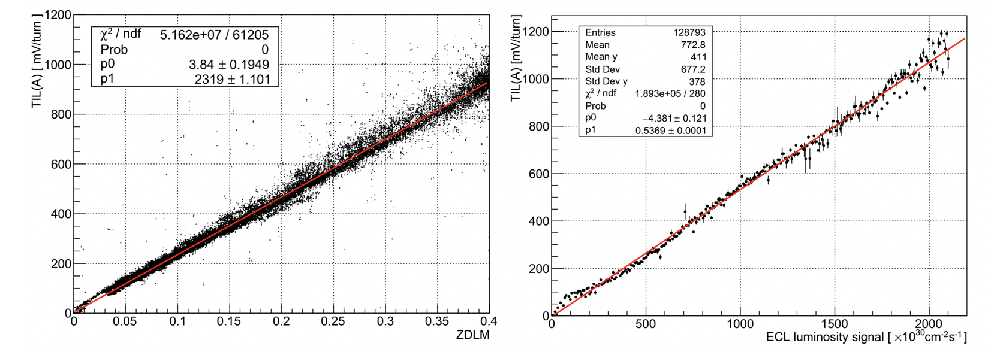 TIL(A) [ mV/turn]
1200
1000
800
600
400
200
0
χ² / ndf 5.162e+07 / 61205
Prob 0
p0 3.84 ± 0.1949
p1 2319 ± 1.101
0 0.05 0.1 0.15 0.2 0.25 0.3 0.35 0.4
ZDLM
TIL(A) [mV/turn]
1200
1000
800
600
400
200
0
Entries 128793
Mean 772.8
Mean y 411
Std Dev 677.2
Std Dev y 378
χ² / ndf 1.893e+05 / 280
Prob 0
p0 −4.381 ± 0.121
p1 0.5369 ± 0.0001
0 500 1000 1500 2000
ECL luminosity signal [ ×10³⁰cm⁻²s⁻¹]